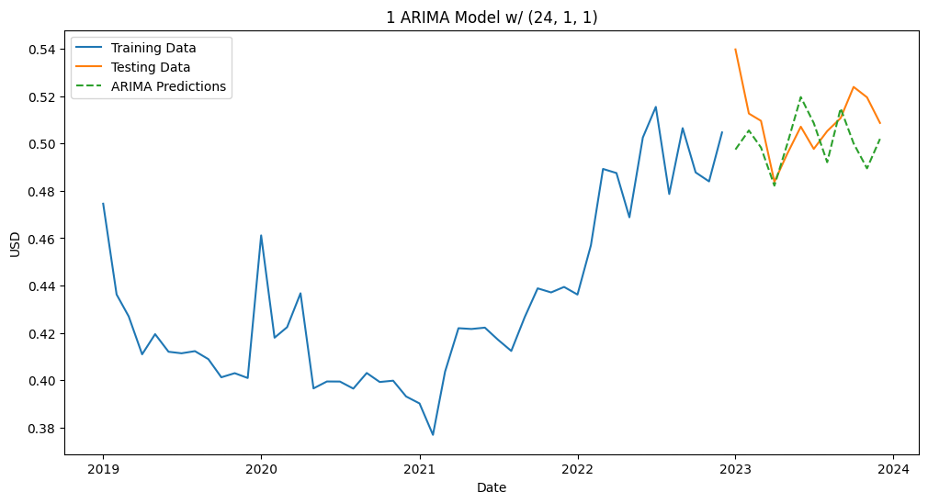 1 ARIMA Model w/ (24, 1, 1)
Training Data
Testing Data
ARIMA Predictions
0.54
0.52
0.50
0.48
0.46
0.44
0.42
0.40
0.38
USD
2019 2020 2021 2022 2023 2024
Date